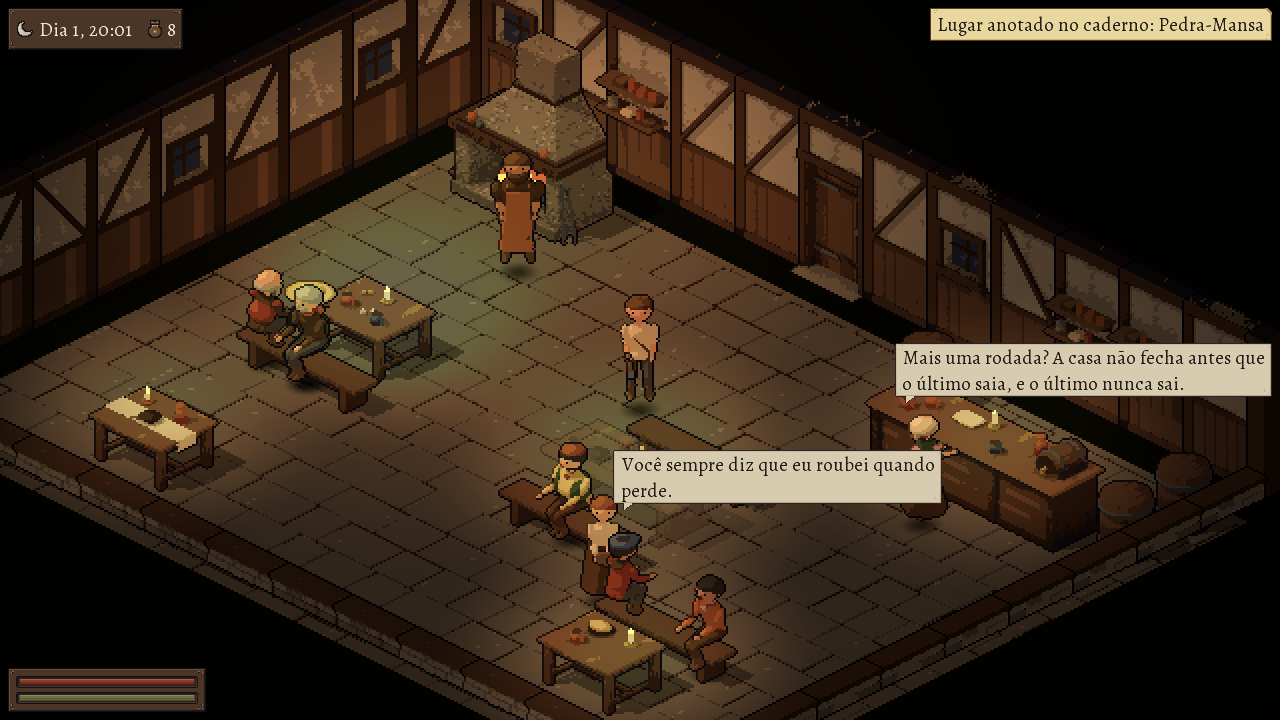 Dia 1, 20:01 8
Lugar anotado no caderno: Pedra-Mansa
Mais uma rodada? A casa não fecha antes que
o último saia, e o último nunca sai.
Você sempre diz que eu roubei quando
perde.